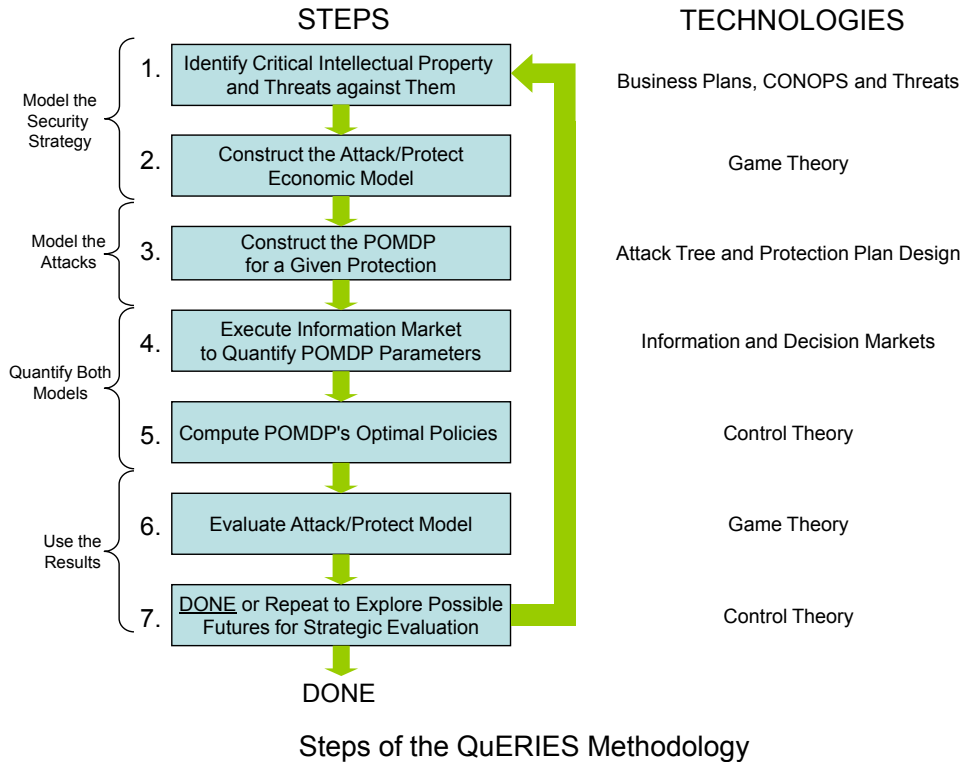 STEPS
TECHNOLOGIES
Model the
Security
Strategy
1.
Identify Critical Intellectual Property
and Threats against Them
Business Plans, CONOPS and Threats
2.
Construct the Attack/Protect
Economic Model
Game Theory
Model the
Attacks
3.
Construct the POMDP
for a Given Protection
Attack Tree and Protection Plan Design
Quantify Both
Models
4.
Execute Information Market
to Quantify POMDP Parameters
Information and Decision Markets
5.
Compute POMDP's Optimal Policies
Control Theory
Use the
Results
6.
Evaluate Attack/Protect Model
Game Theory
7.
DONE or Repeat to Explore Possible
Futures for Strategic Evaluation
Control Theory
DONE
Steps of the QuERIES Methodology